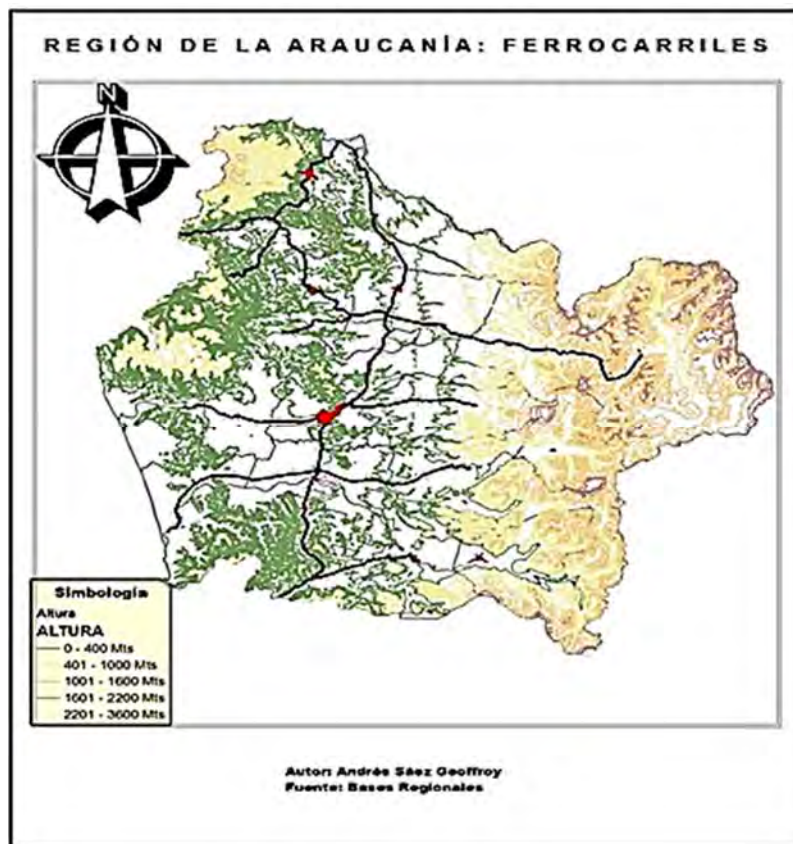 REGIÓN DE LA ARAUCANÍA: FERROCARRILES
N
Simbología
Altura
ALTURA
0 - 400 Mts
401 - 1000 Mts
1001 - 1600 Mts
1601 - 2200 Mts
2201 - 3600 Mts
Autor: Andrés Sáez Geoffroy
Fuente: Bases Regionales